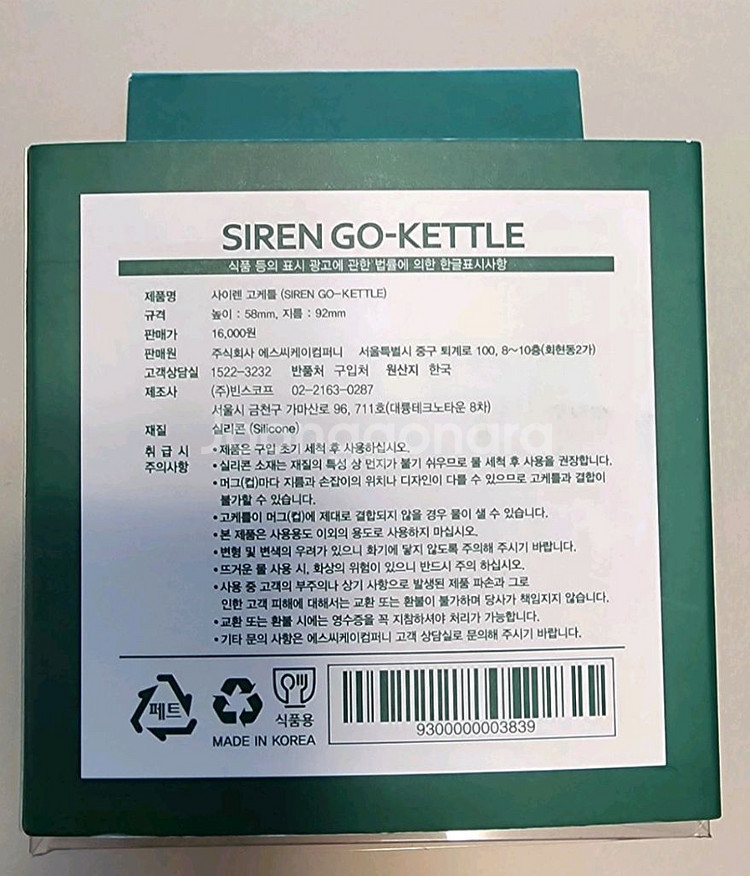 SIREN GO-KETTLE
식품 등의 표시 광고에 관한 법률에 의한 한글표시사항
제품명 사이렌 고케틀 (SIREN GO-KETTLE)
규격 높이 : 58mm, 지름 : 92mm
판매가 16,000원
판매원 주식회사 에스씨케이컴퍼니 서울특별시 중구 퇴계로 100, 8~10층(회현동2가)
고객상담실 1522-3232 반품처 구입처 원산지 한국
제조사 (주)빈스코프 02-2163-0287
서울시 금천구 가마산로 96, 711호(대륭테크노타운 8차)
재질 실리콘 (Silicone)
joonggonara
취 급 시 • 제품은 구입 초기 세척 후 사용하십시오.
주의사항 • 실리콘 소재는 재질의 특성 상 먼지가 붙기 쉬우므로 물 세척 후 사용을 권장합니다.
• 머그(컵)마다 지름과 손잡이의 위치나 디자인이 다를 수 있으므로 고케틀과 결합이
불가할 수 있습니다.
• 고케틀이 머그(컵)에 제대로 결합되지 않을 경우 물이 샐 수 있습니다.
• 본 제품은 사용용도 이외의 용도로 사용하지 마십시오.
• 변형 및 변색의 우려가 있으니 화기에 닿지 않도록 주의해 주시기 바랍니다.
• 뜨거운 물 사용 시, 화상의 위험이 있으니 반드시 주의 하십시오.
• 사용 중 고객의 부주의나 상기 사항으로 발생된 제품 파손과 그로
인한 고객 피해에 대해서는 교환 또는 환불이 불가하며 당사가 책임지지 않습니다.
• 교환 또는 환불 시에는 영수증을 꼭 지참하셔야 처리가 가능합니다.
• 기타 문의 사항은 에스씨케이컴퍼니 고객 상담실로 문의해 주시기 바랍니다.
페트
식품용
MADE IN KOREA
9300000003839